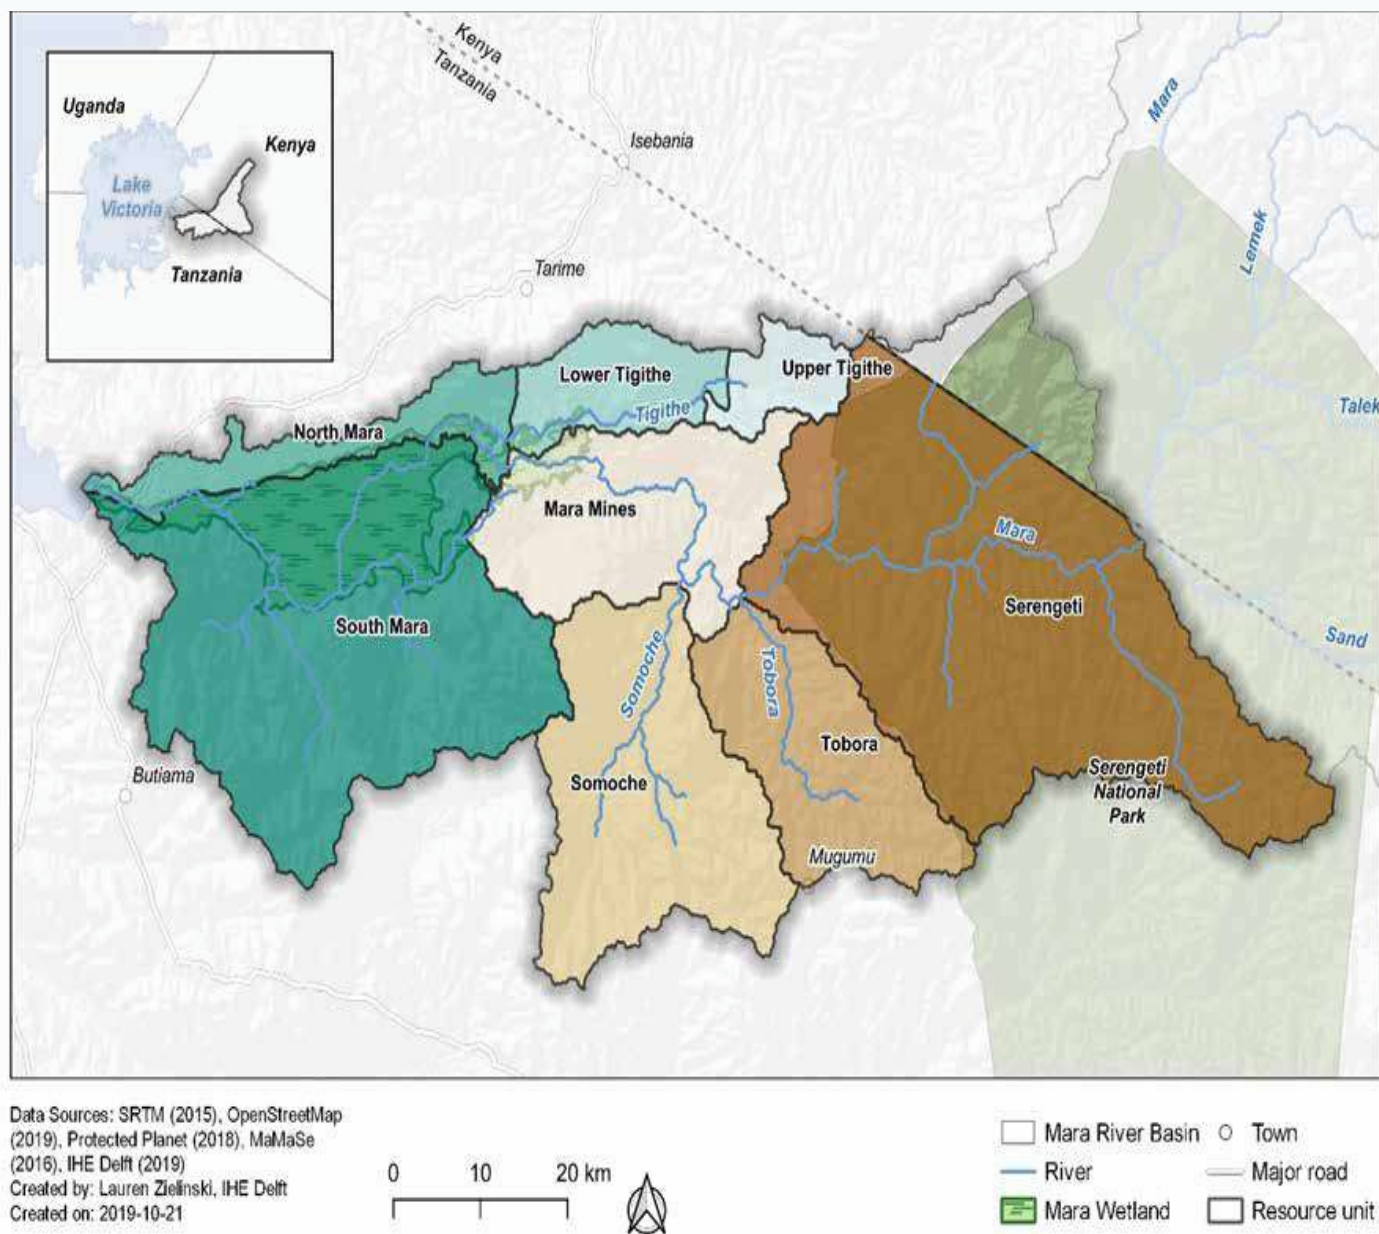 Kenya
Tanzania
Uganda
Kenya
Lake
Victoria
Tanzania
Isebania
Tarime
Mara
Lemek
Talek
Sand
Lower Tigithe
Upper Tigithe
Tigithe
North Mara
Mara Mines
Mara
Serengeti
South Mara
Somoche
Tobora
Tobora
Somoche
Butiama
Mugumu
Serengeti
National
Park
Data Sources: SRTM (2015), OpenStreetMap
(2019), Protected Planet (2018), MaMaSe
(2016), IHE Delft (2019)
Created by: Lauren Zielinski, IHE Delft
Created on: 2019-10-21
0 10 20 km
Mara River Basin
Town
River
Major road
Mara Wetland
Resource unit